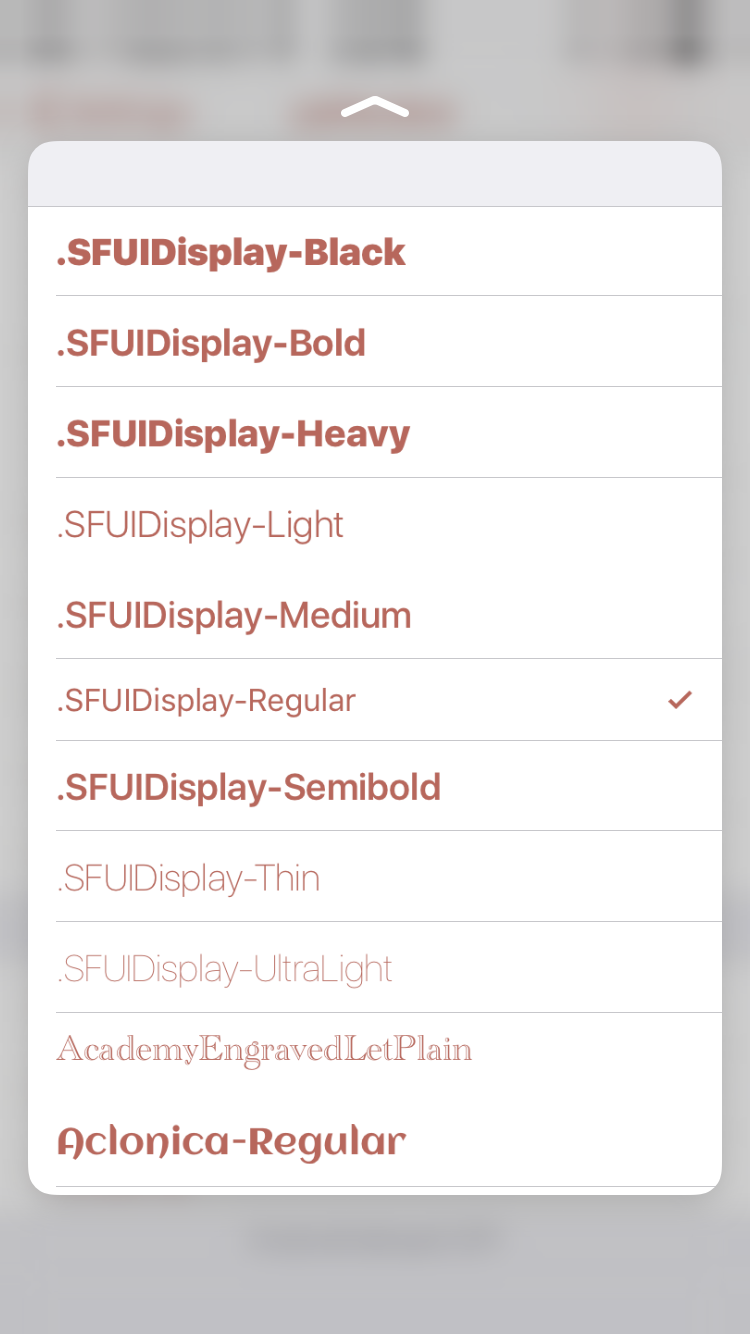 .SFUIDisplay-Black
.SFUIDisplay-Bold
.SFUIDisplay-Heavy
.SFUIDisplay-Light
.SFUIDisplay-Medium
.SFUIDisplay-Regular
.SFUIDisplay-Semibold
.SFUIDisplay-Thin
.SFUIDisplay-UltraLight
AcademyEngravedLetPlain
Aclonica-Regular